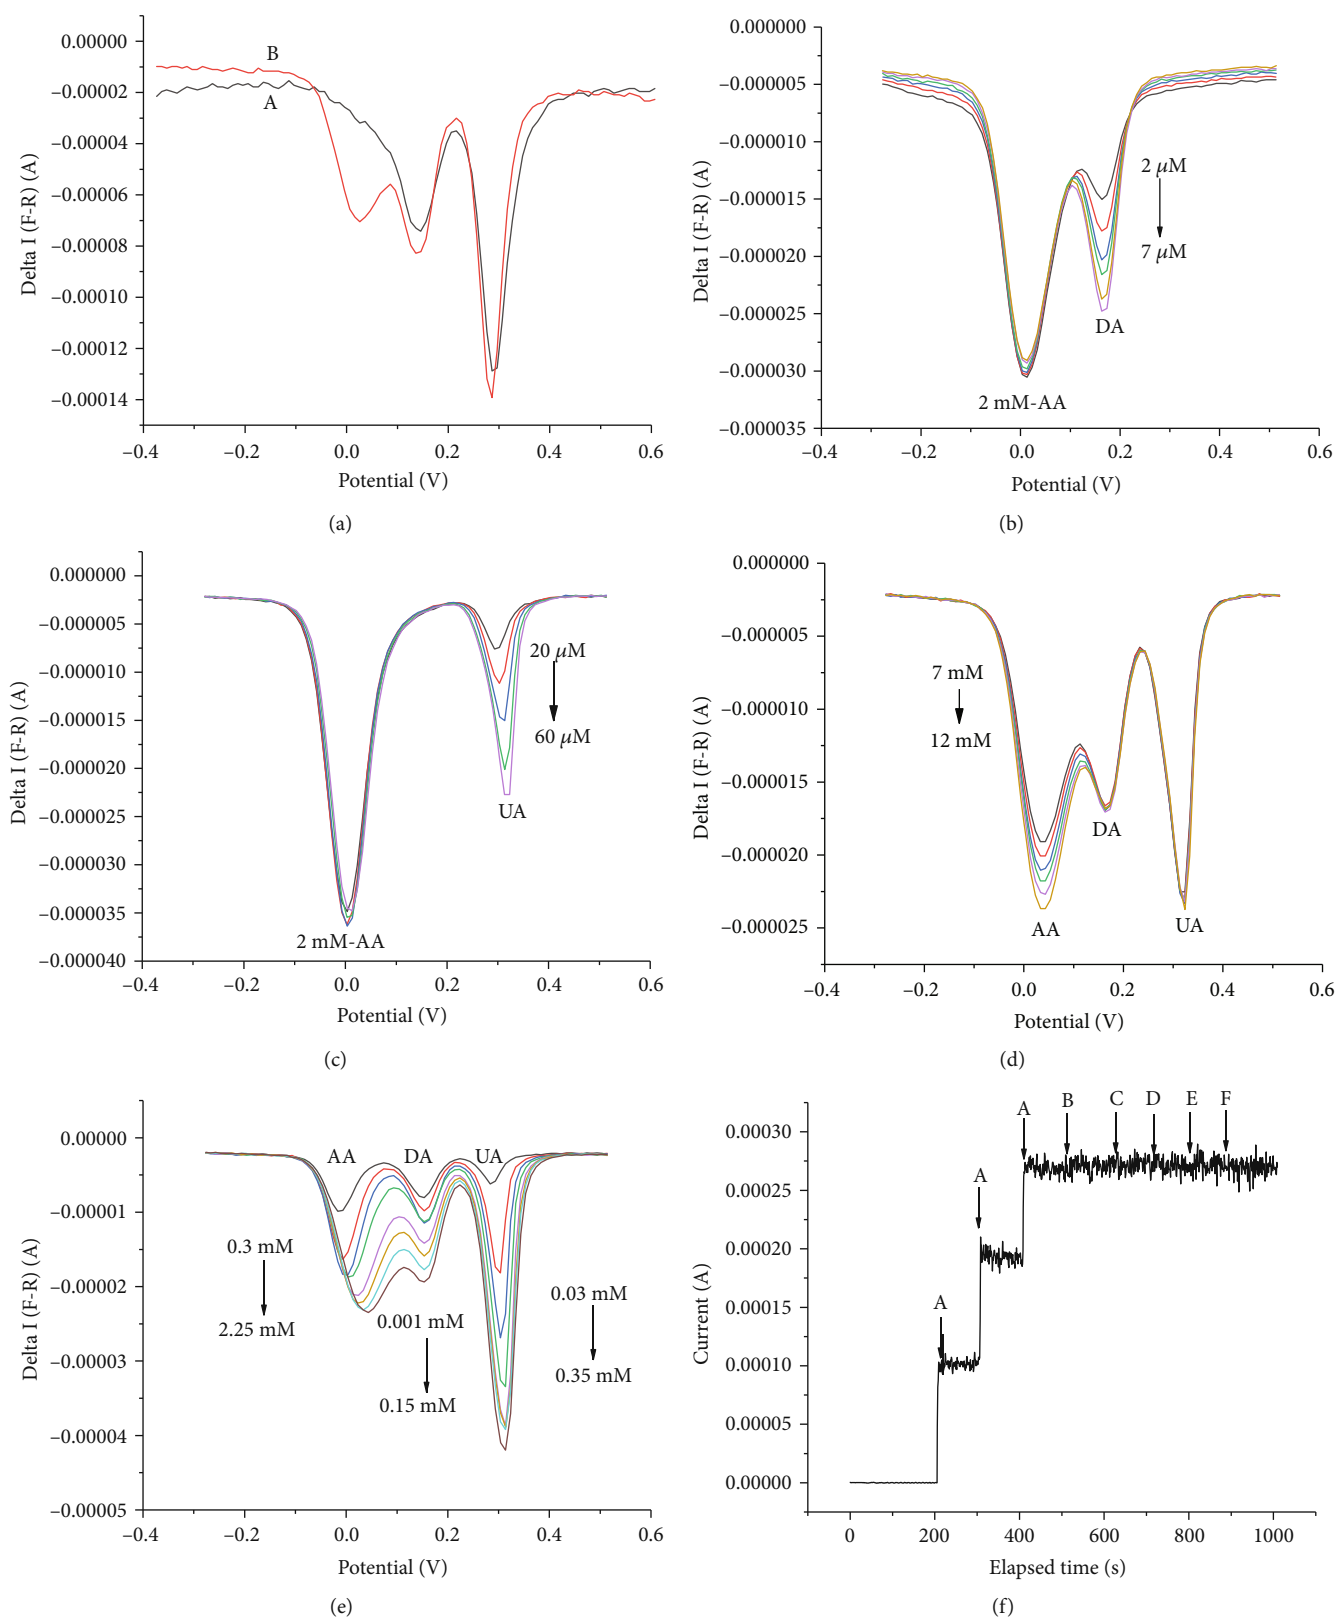 0.00000
−0.00002
−0.00004
−0.00006
−0.00008
−0.00010
−0.00012
−0.00014
Delta I (F-R) (A)
B
A
−0.4
−0.2
0.0
0.2
0.4
0.6
Potential (V)
(a)
0.000000
−0.000005
−0.000010
−0.000015
−0.000020
−0.000025
−0.000030
−0.000035
Delta I (F-R) (A)
2 μM
7 μM
DA
2 mM-AA
−0.4
−0.2
0.0
0.2
0.4
0.6
Potential (V)
(b)
0.000000
−0.000005
−0.000010
−0.000015
−0.000020
−0.000025
−0.000030
−0.000035
−0.000040
Delta I (F-R) (A)
20 μM
60 μM
UA
2 mM-AA
−0.4
−0.2
0.0
0.2
0.4
0.6
Potential (V)
(c)
0.000000
−0.000005
−0.000010
−0.000015
−0.000020
−0.000025
Delta I (F-R) (A)
7 mM
12 mM
DA
AA
UA
−0.4
−0.2
0.0
0.2
0.4
0.6
Potential (V)
(d)
0.00000
−0.00001
−0.00002
−0.00003
−0.00004
−0.00005
Delta I (F-R) (A)
AA
DA
UA
0.3 mM
2.25 mM
0.001 mM
0.15 mM
0.03 mM
0.35 mM
−0.4
−0.2
0.0
0.2
0.4
0.6
Potential (V)
(e)
0.00030
0.00025
0.00020
0.00015
0.00010
0.00005
0.00000
Current (A)
A
A
A
B
C
D
E
F
0
200
400
600
800
1000
Elapsed time (s)
(f)